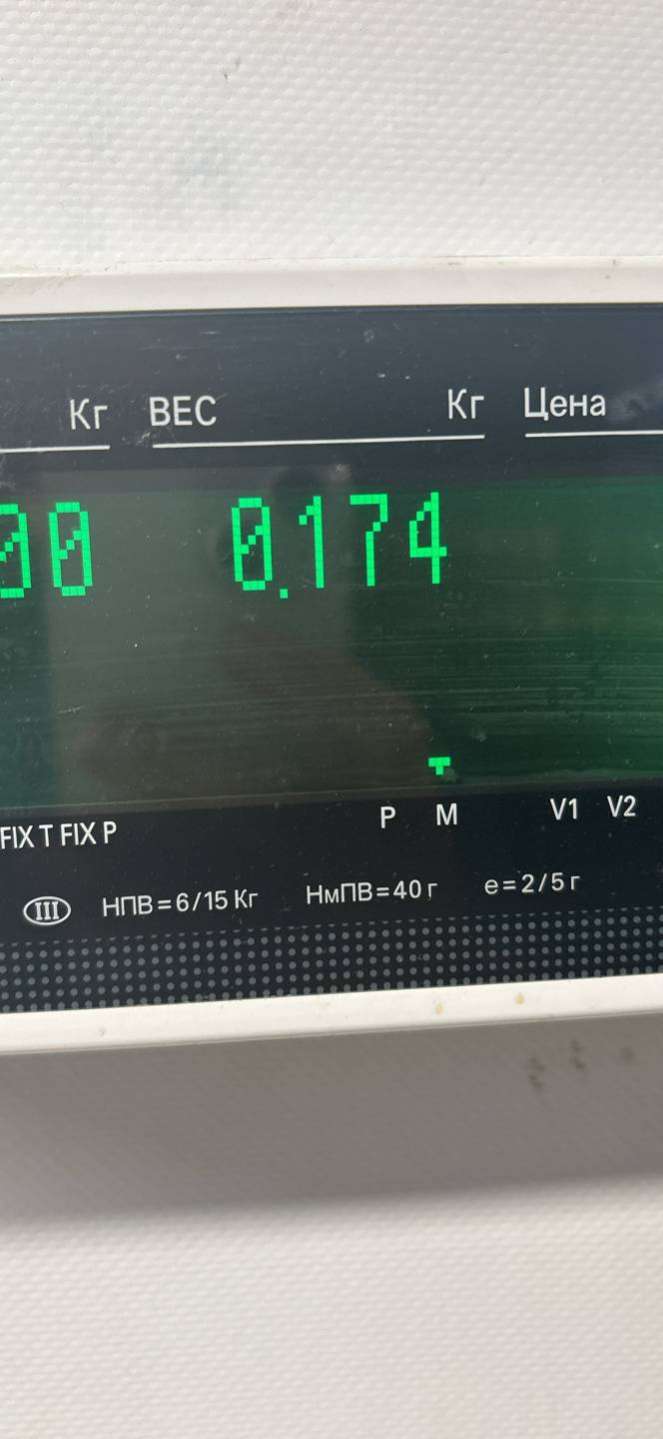 Кг ВЕС Кг Цена
00 0.174
FIX T FIX P P M V1 V2
III НПВ=6/15 Кг НмПВ=40 г e=2/5 г